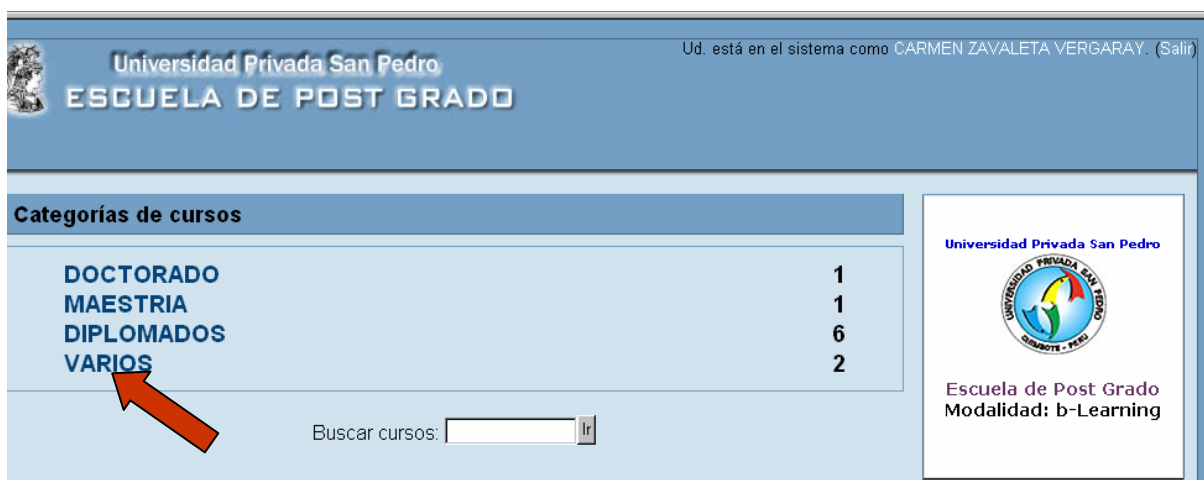 Universidad Privada San Pedro
ESCUELA DE POST GRADO
Ud. está en el sistema como CARMEN ZAVALETA VERGARAY. (Salir)
Categorías de cursos
DOCTORADO 1
MAESTRIA 1
DIPLOMADOS 6
VARIOS 2
Buscar cursos: Ir
Universidad Privada San Pedro
UNIVERSIDAD PRIVADA SAN PEDRO
CHIMBOTE - PERU
Escuela de Post Grado
Modalidad: b-Learning